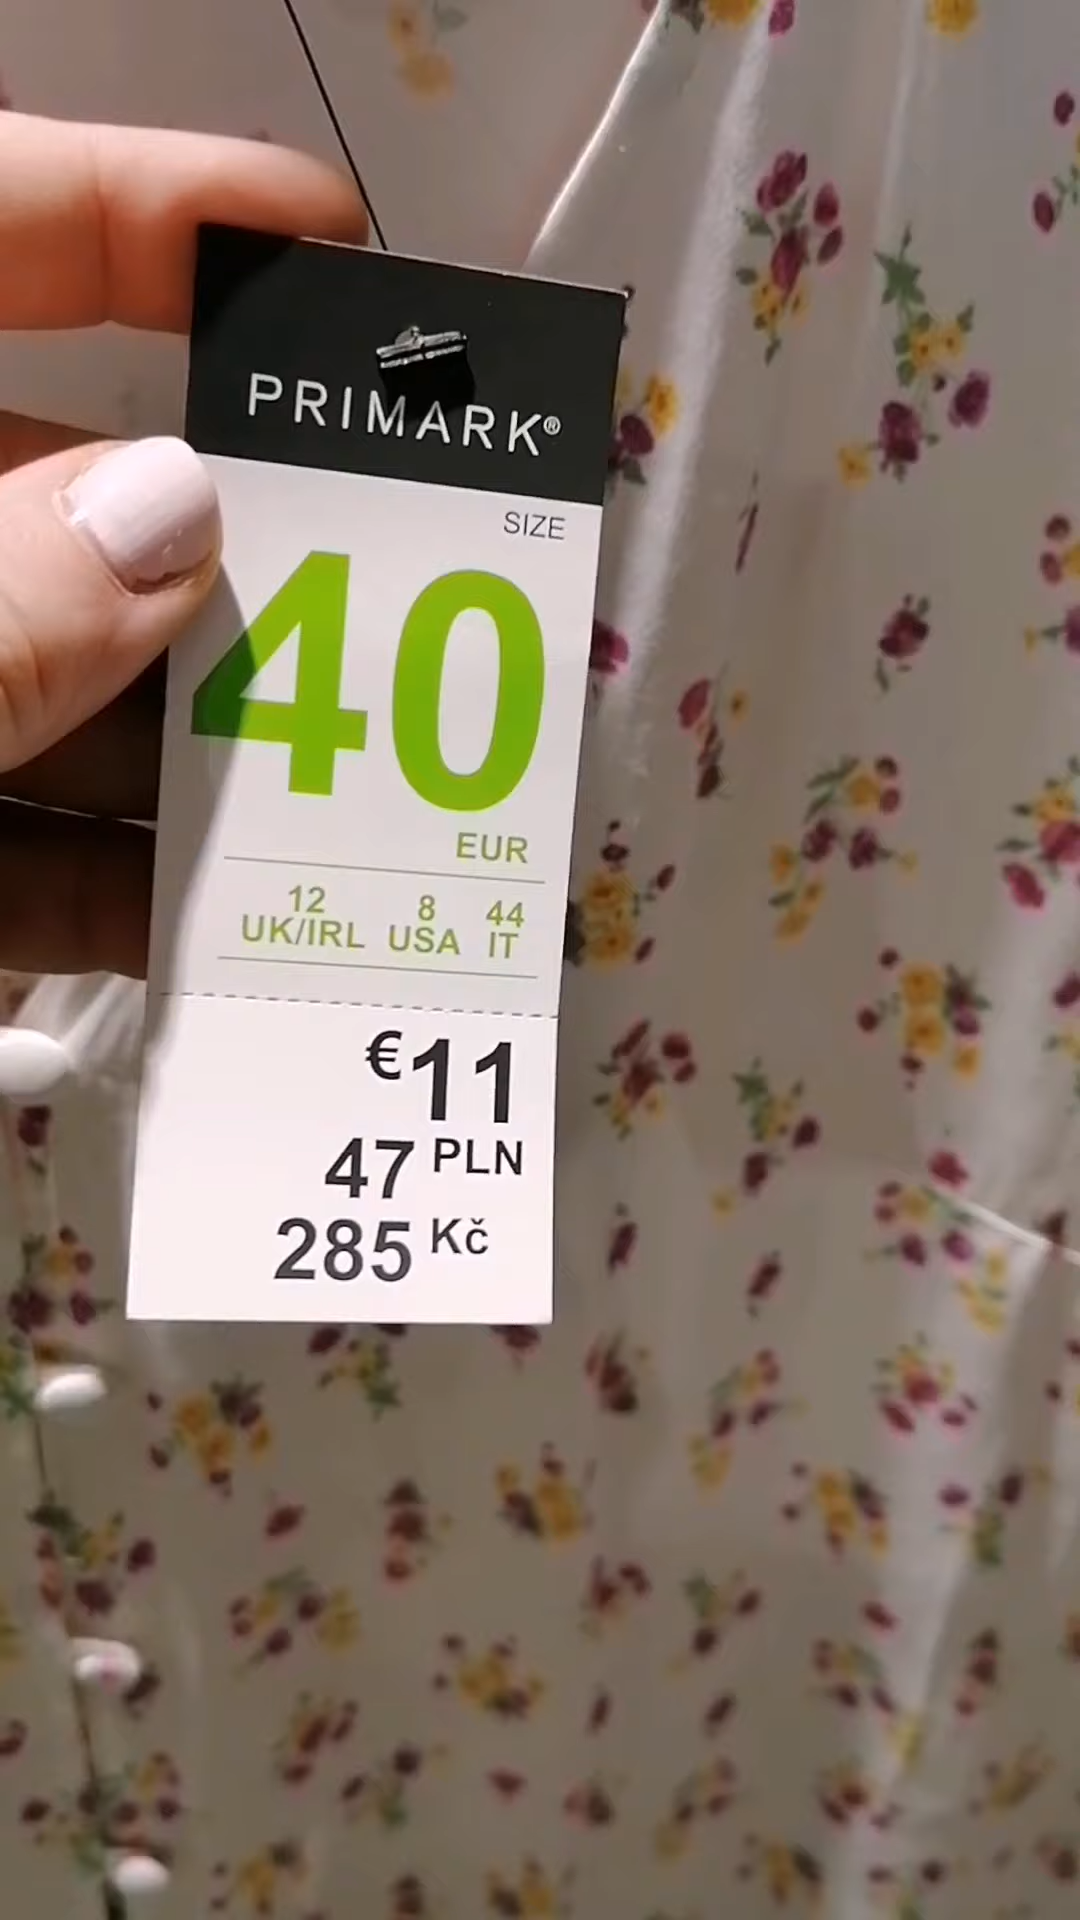 PRIMARK®
SIZE
40
EUR
12 8 44
UK/IRL USA IT
€11
47 PLN
285 Kč